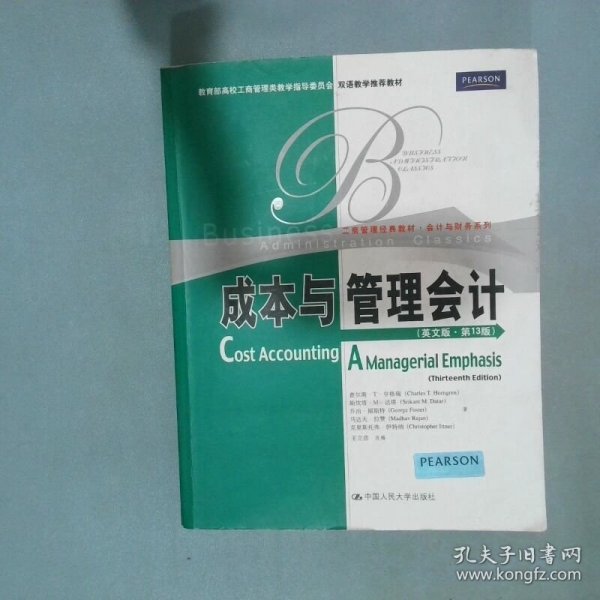 教育部高校工商管理类教学指导委员会 双语教学推荐教材
PEARSON
B
BUSINESS
ADMINISTRATION
CLASSICS
Business
工商管理经典教材·会计与财务系列
Administration Classics
成本与管理会计
(英文版·第13版)
Cost Accounting A Managerial Emphasis
(Thirteenth Edition)
查尔斯·T·亨格瑞 (Charles T. Horngren)
斯坎特·M·达塔 (Srikant M. Datar)
乔治·福斯特 (George Foster) 著
马达夫·拉詹 (Madhav Rajan)
克里斯托弗·伊特纳 (Christopher Ittner)
王立彦 注释
PEARSON
中国人民大学出版社
孔夫子旧书网
www.kongfz.com